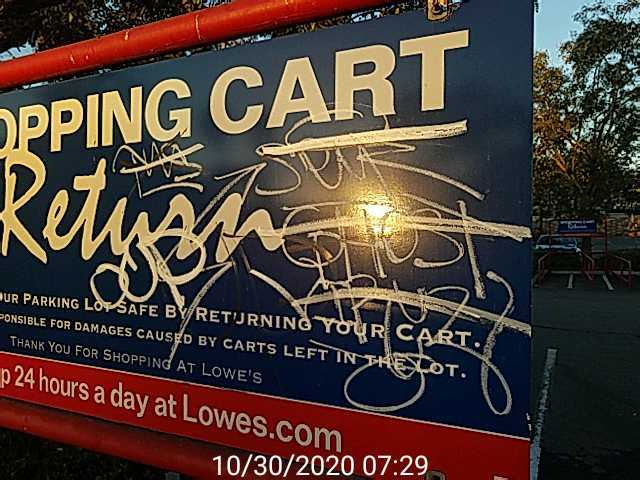 OPPING CART
Return
UR PARKING LOT SAFE BY RETURNING YOUR CART.
PONSIBLE FOR DAMAGES CAUSED BY CARTS LEFT IN THE LOT.
THANK YOU FOR SHOPPING AT LOWE'S
p 24 hours a day at Lowes.com
10/30/2020 07:29